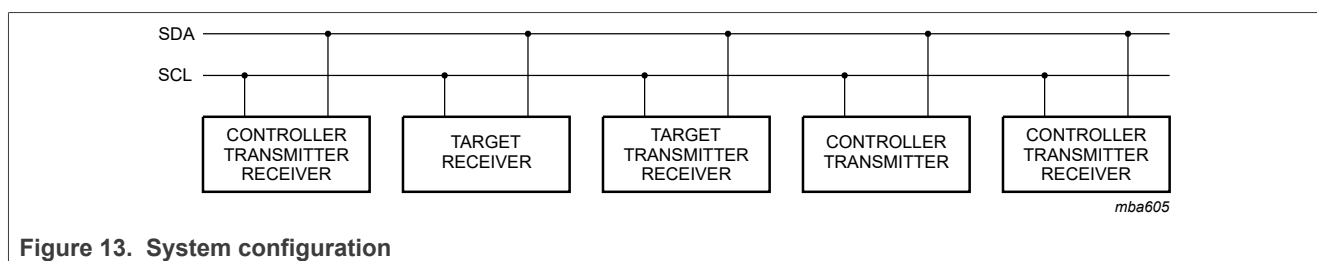 SDA
SCL
CONTROLLER
TRANSMITTER
RECEIVER
TARGET
RECEIVER
TARGET
TRANSMITTER
RECEIVER
CONTROLLER
TRANSMITTER
CONTROLLER
TRANSMITTER
RECEIVER
mba605
Figure 13. System configuration